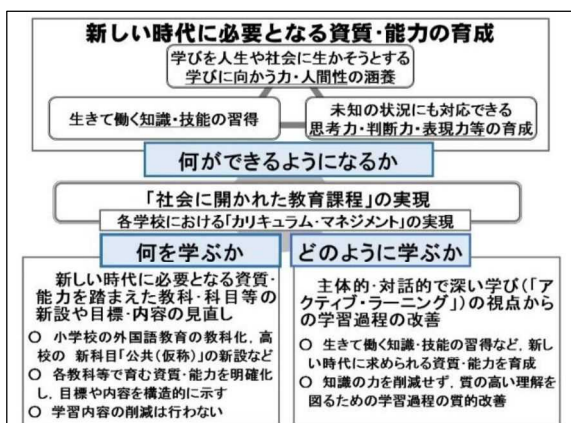 新しい時代に必要となる資質・能力の育成
学びを人生や社会に生かそうとする
学びに向かう力・人間性の涵養
生きて働く知識・技能の習得
未知の状況にも対応できる
思考力・判断力・表現力等の育成
何ができるようになるか
「社会に開かれた教育課程」の実現
各学校における「カリキュラム・マネジメント」の実現
何を学ぶか
新しい時代に必要となる資質・
能力を踏まえた教科・科目等の
新設や目標・内容の見直し
○ 小学校の外国語教育の教科化，高
校の 新科目「公共（仮称）」の新設など
○ 各教科等で育む資質・能力を明確化
し，目標や内容を構造的に示す
○ 学習内容の削減は行わない
どのように学ぶか
主体的・対話的で深い学び（「ア
クティブ・ラーニング」）の視点から
の学習過程の改善
○ 生きて働く知識・技能の習得など，新し
い時代に求められる資質・能力を育成
○ 知識の力を削減せず，質の高い理解を
図るための学習過程の質的改善